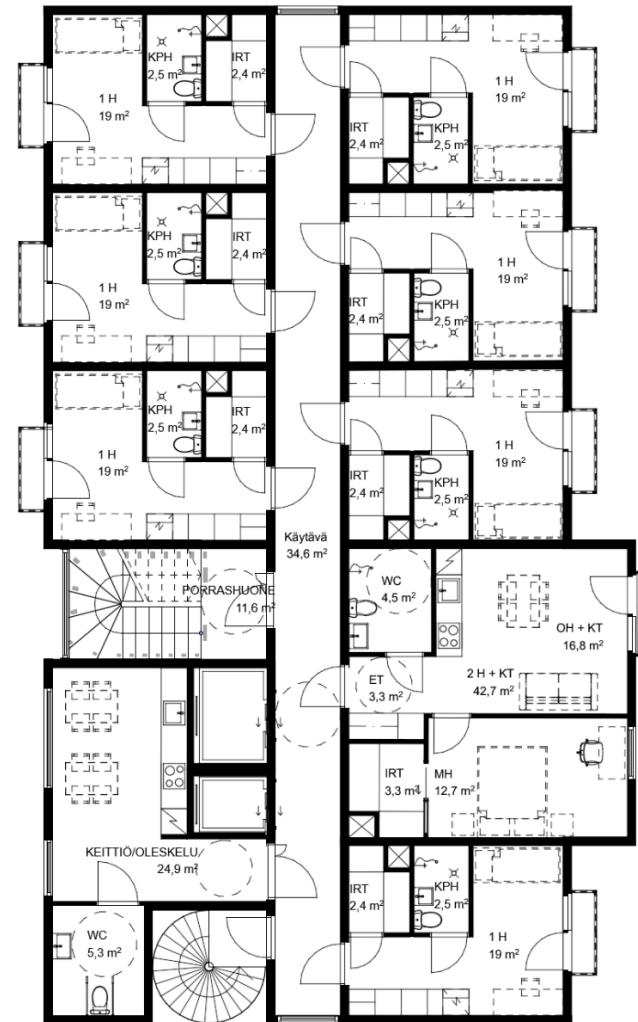 KPH
2,5 m²
IRT
2,4 m²
1 H
19 m²
1 H
19 m²
IRT
2,4 m²
KPH
2,5 m²
KPH
2,5 m²
IRT
2,4 m²
1 H
19 m²
1 H
19 m²
IRT
2,4 m²
KPH
2,5 m²
KPH
2,5 m²
IRT
2,4 m²
1 H
19 m²
1 H
19 m²
IRT
2,4 m²
KPH
2,5 m²
Käytävä
34,6 m²
PORRASHUONE
11,6 m²
WC
4,5 m²
OH + KT
16,8 m²
ET
3,3 m²
2 H + KT
42,7 m²
IRT
3,3 m²
MH
12,7 m²
KEITTIÖ/OLESKELU
24,9 m²
IRT
2,4 m²
KPH
2,5 m²
WC
5,3 m²
1 H
19 m²